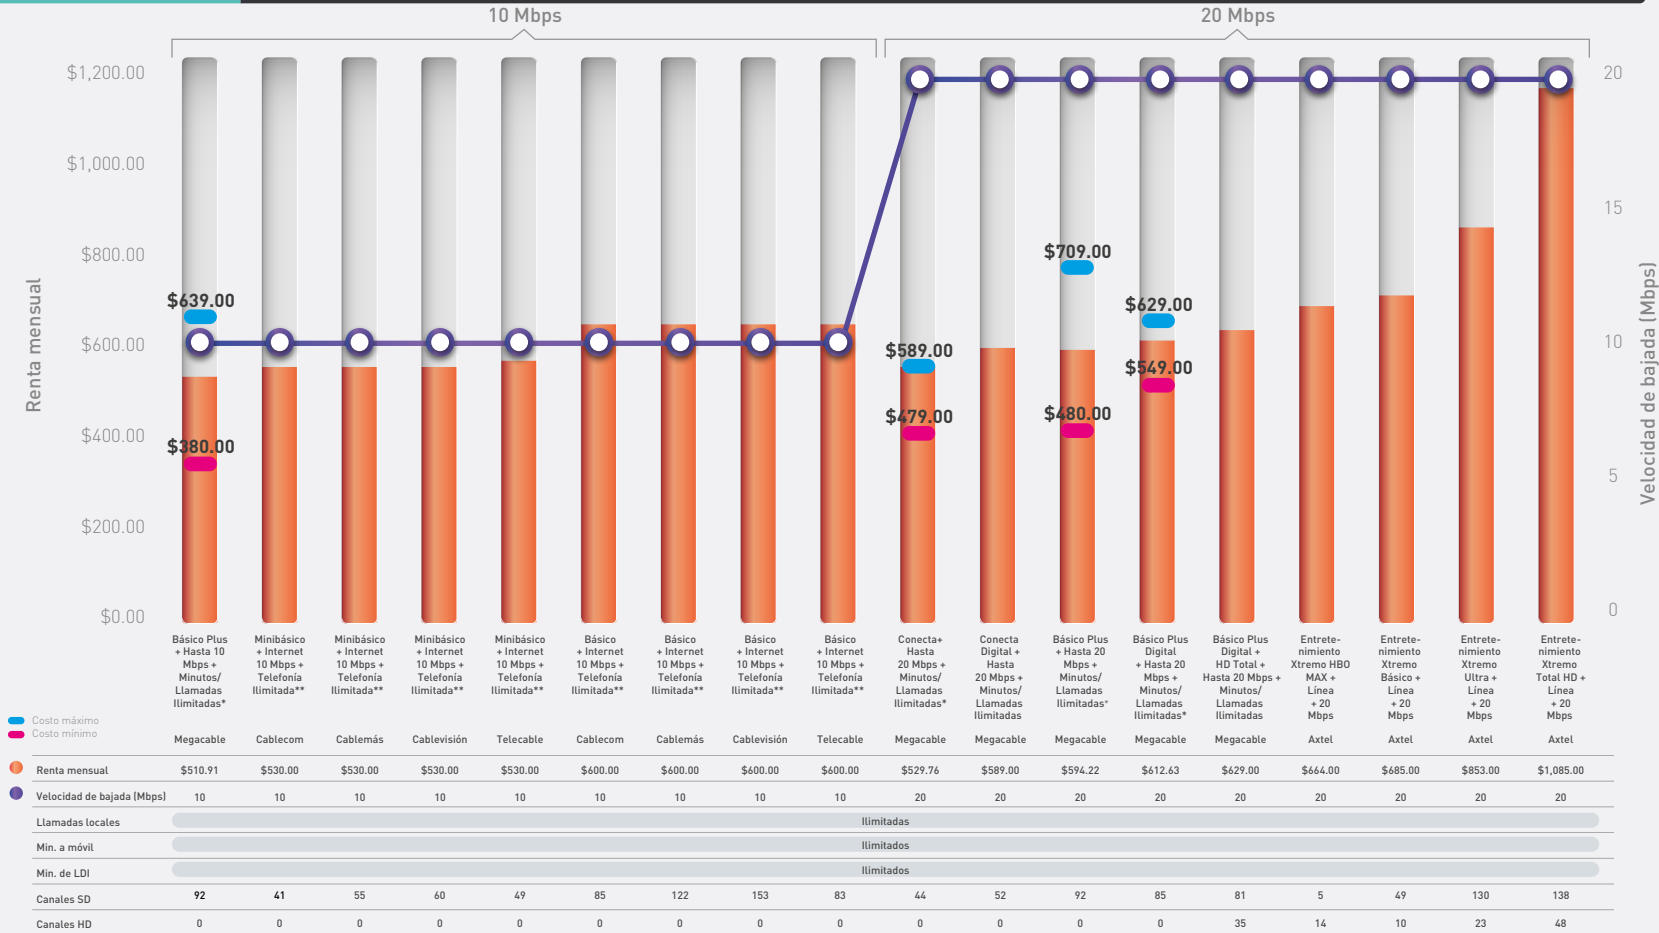 10 Mbps
20 Mbps
$1,200.00
$1,000.00
$800.00
$600.00
$400.00
$200.00
$0.00
Renta mensual
20
15
10
5
0
Velocidad de bajada (Mbps)
$639.00
$380.00
$589.00
$479.00
$709.00
$480.00
$629.00
$549.00
Básico Plus
+ Hasta 10
Mbps +
Minutos/
Llamadas
Ilimitadas*
Minibásico
+ Internet
10 Mbps +
Telefonía
Ilimitada**
Minibásico
+ Internet
10 Mbps +
Telefonía
Ilimitada**
Minibásico
+ Internet
10 Mbps +
Telefonía
Ilimitada**
Minibásico
+ Internet
10 Mbps +
Telefonía
Ilimitada**
Básico
+ Internet
10 Mbps +
Telefonía
Ilimitada**
Básico
+ Internet
10 Mbps +
Telefonía
Ilimitada**
Básico
+ Internet
10 Mbps +
Telefonía
Ilimitada**
Básico
+ Internet
10 Mbps +
Telefonía
Ilimitada**
Conecta+
Hasta
20 Mbps +
Minutos/
Llamadas
Ilimitadas*
Conecta
Digital +
Hasta
20 Mbps +
Minutos/
Llamadas
Ilimitadas
Básico Plus
+ Hasta 20
Mbps +
Minutos/
Llamadas
Ilimitadas*
Básico Plus
Digital
+ Hasta 20
Mbps +
Minutos/
Llamadas
Ilimitadas*
Básico Plus
Digital +
HD Total +
Hasta 20 Mbps +
Minutos/
Llamadas
Ilimitadas
Entrete-
nimiento
Xtremo HBO
MAX +
Línea
+ 20
Mbps
Entrete-
nimiento
Xtremo
Básico +
Línea
+ 20
Mbps
Entrete-
nimiento
Xtremo
Ultra +
Línea
+ 20
Mbps
Entrete-
nimiento
Xtremo
Total HD +
Línea
+ 20
Mbps
Costo máximo
Costo mínimo
Megacable Cablecom Cablemás Cablevisión Telecable Cablecom Cablemás Cablevisión Telecable Megacable Megacable Megacable Megacable Megacable Axtel Axtel Axtel Axtel
Renta mensual $510.91 $530.00 $530.00 $530.00 $530.00 $600.00 $600.00 $600.00 $600.00 $529.76 $589.00 $594.22 $612.63 $629.00 $664.00 $685.00 $853.00 $1,085.00
Velocidad de bajada (Mbps) 10 10 10 10 10 10 10 10 10 20 20 20 20 20 20 20 20 20
Llamadas locales Ilimitadas
Min. a móvil Ilimitados
Min. de LDI Ilimitados
Canales SD 92 41 55 60 49 85 122 153 83 44 52 92 85 81 5 49 130 138
Canales HD 0 0 0 0 0 0 0 0 0 0 0 0 0 35 14 10 23 48